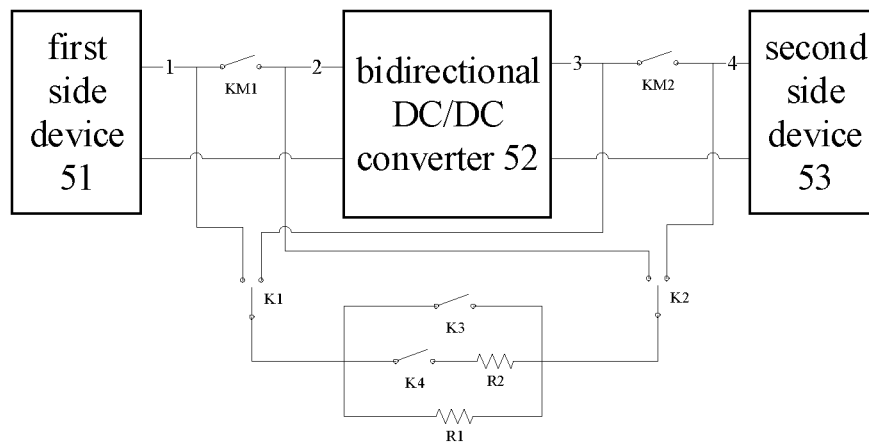 first
side
device
51
1
KM1
2
bidirectional
DC/DC
converter 52
3
KM2
4
second
side
device
53
K1
K2
K3
K4
R2
R1